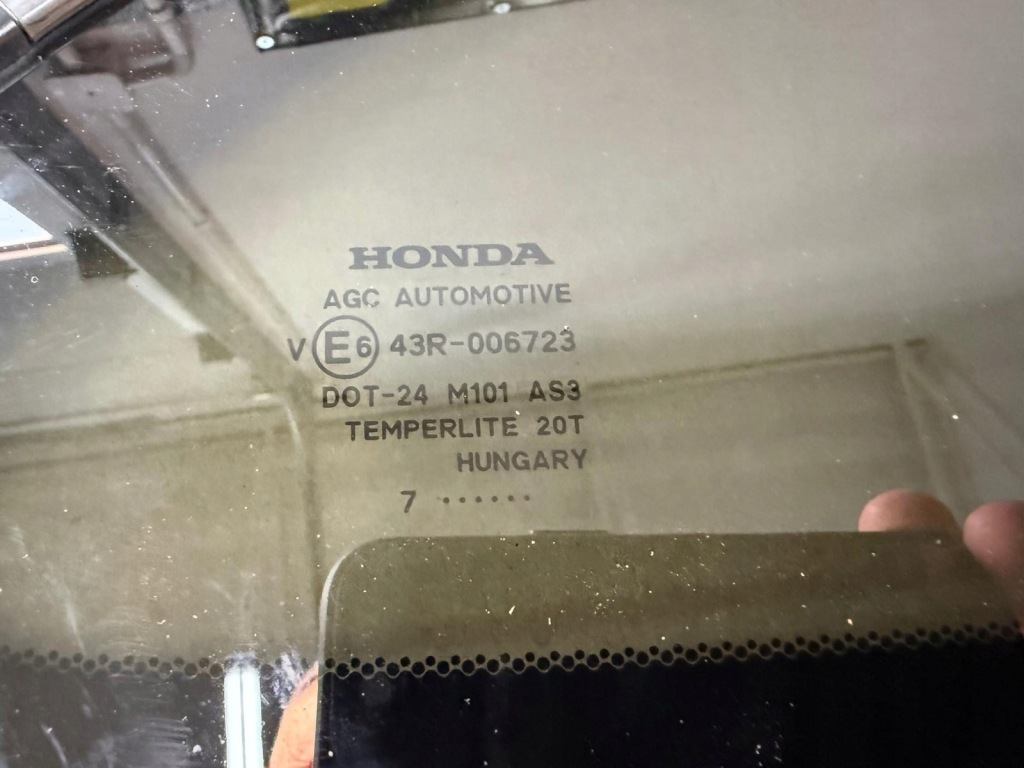 HONDA
AGC AUTOMOTIVE
V E6 43R-006723
DOT-24 M101 AS3
TEMPERLITE 20T
HUNGARY
7 ......